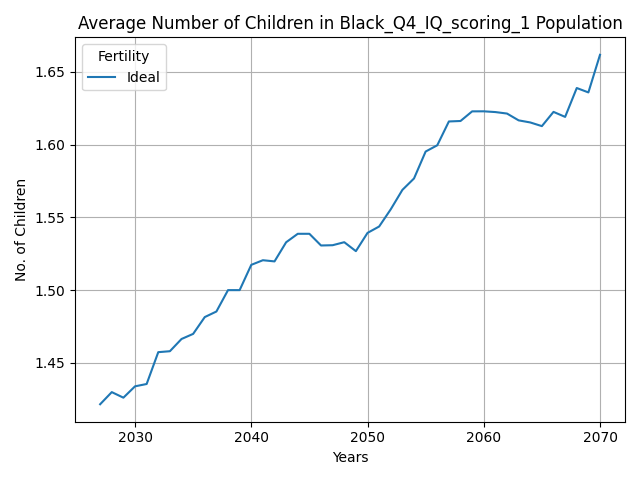 Average Number of Children in Black_Q4_IQ_scoring_1 Population
Fertility
Ideal
No. of Children
1.65
1.60
1.55
1.50
1.45
2030 2040 2050 2060 2070
Years